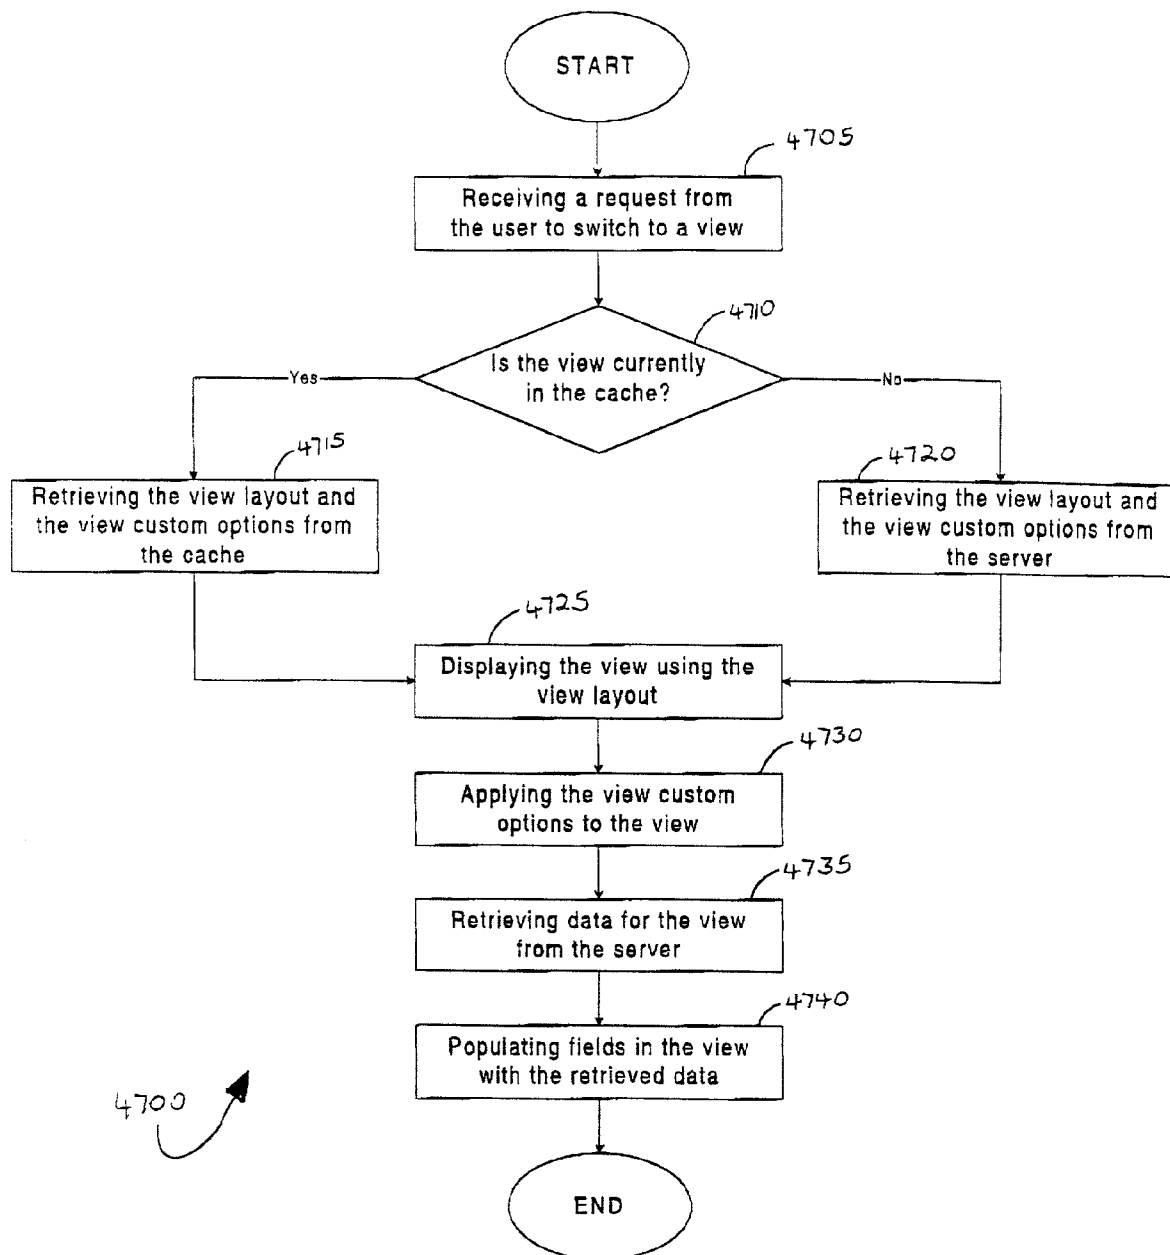 START
4705
Receiving a request from
the user to switch to a view
4710
Is the view currently
in the cache?
Yes
No
4715
Retrieving the view layout and
the view custom options from
the cache
4720
Retrieving the view layout and
the view custom options from
the server
4725
Displaying the view using the
view layout
4730
Applying the view custom
options to the view
4735
Retrieving data for the view
from the server
4740
Populating fields in the view
with the retrieved data
4700
END